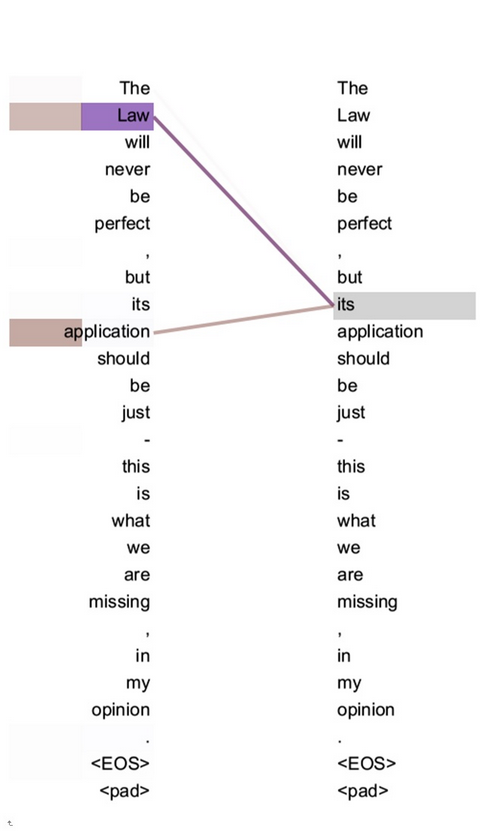 The The
Law Law
will will
never never
be be
perfect perfect
, ,
but but
its its
application application
should should
be be
just just
- -
this this
is is
what what
we we
are are
missing missing
, ,
in in
my my
opinion opinion
. .
<EOS> <EOS>
<pad> <pad>